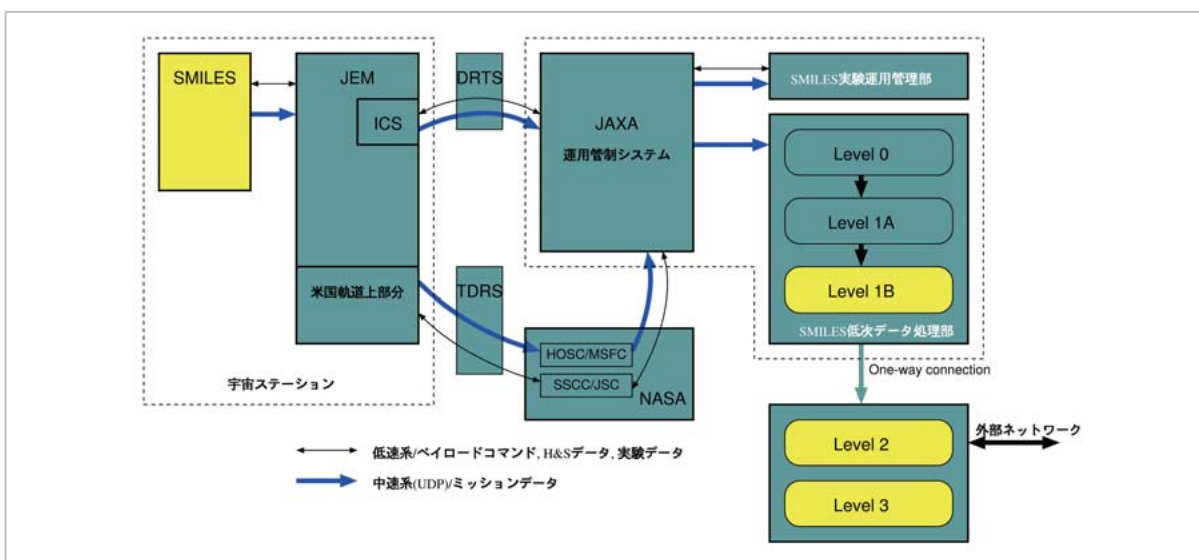 SMILES
JEM
ICS
米国軌道上部分
宇宙ステーション
DRTS
TDRS
JAXA
運用管制システム
HOSC/MSFC
SSCC/JSC
NASA
SMILES実験運用管理部
Level 0
Level 1A
Level 1B
SMILES低次データ処理部
One-way connection
Level 2
Level 3
外部ネットワーク
低速系/ペイロードコマンド, H&Sデータ, 実験データ
中速系(UDP)/ミッションデータ